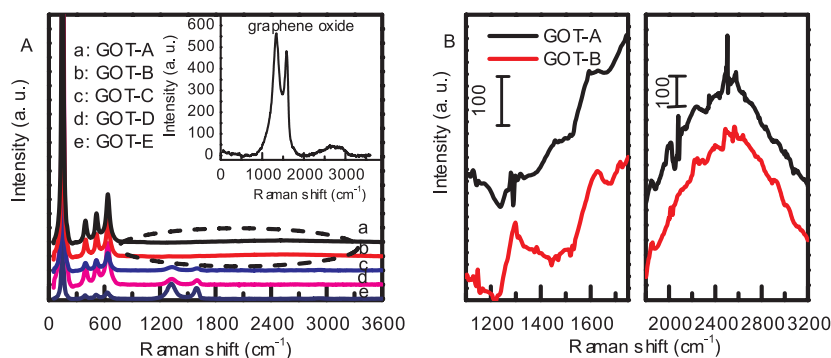 A
a: GOT-A
b: GOT-B
c: GOT-C
d: GOT-D
e: GOT-E
graphene oxide
600
500
400
300
200
100
0
Intensity (a. u.)
0 1000 2000 3000
Raman shift (cm⁻¹)
a
b
c
d
e
Intensity (a. u.)
0 600 1200 1800 2400 3000 3600
Raman shift (cm⁻¹)
B
GOT-A
GOT-B
100
100
Intensity (a. u.)
1200 1400 1600 1800 2400 2800 3200
Raman shift (cm⁻¹)